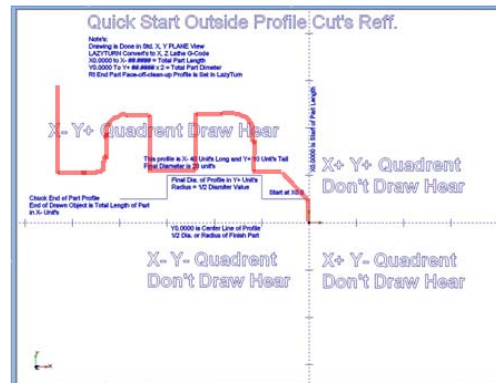 Quick Start Outside Profile Cut's Reff.
Note's:
Drawing is Done in Std. X, Y PLANE View
LAZYTURN Convert's to X, Z Lathe G-Code
X0.0000 to X- ##.#### = Total Part Length
Y0.0000 To Y+ ##.#### x 2 = Total Part Dimeter
Rt End Part Face-off-clean-up Profile is Set in LazyTurn
X- Y+ Quadrent Draw Hear
X0.0000 is Start of Part Length
This profile is X- 40 Unit's Long and Y+ 10 Unit's Tall
Final Diameter is 20 unit's
X+ Y+ Quadrent
Don't Draw Hear
Final Dia. of Profile in Y+ Unit's
Radius = 1/2 Diamiter Value
Start at X0.0
Chuck End of Part Profile
End of Drawn Object is Total Length of Part
in X- Unit's
Y0.0000 is Center Line of Profile
1/2 Dia. or Radius of Finish Part
X- Y- Quadrent
Don't Draw Hear
X+ Y- Quadrent
Don't Draw Hear